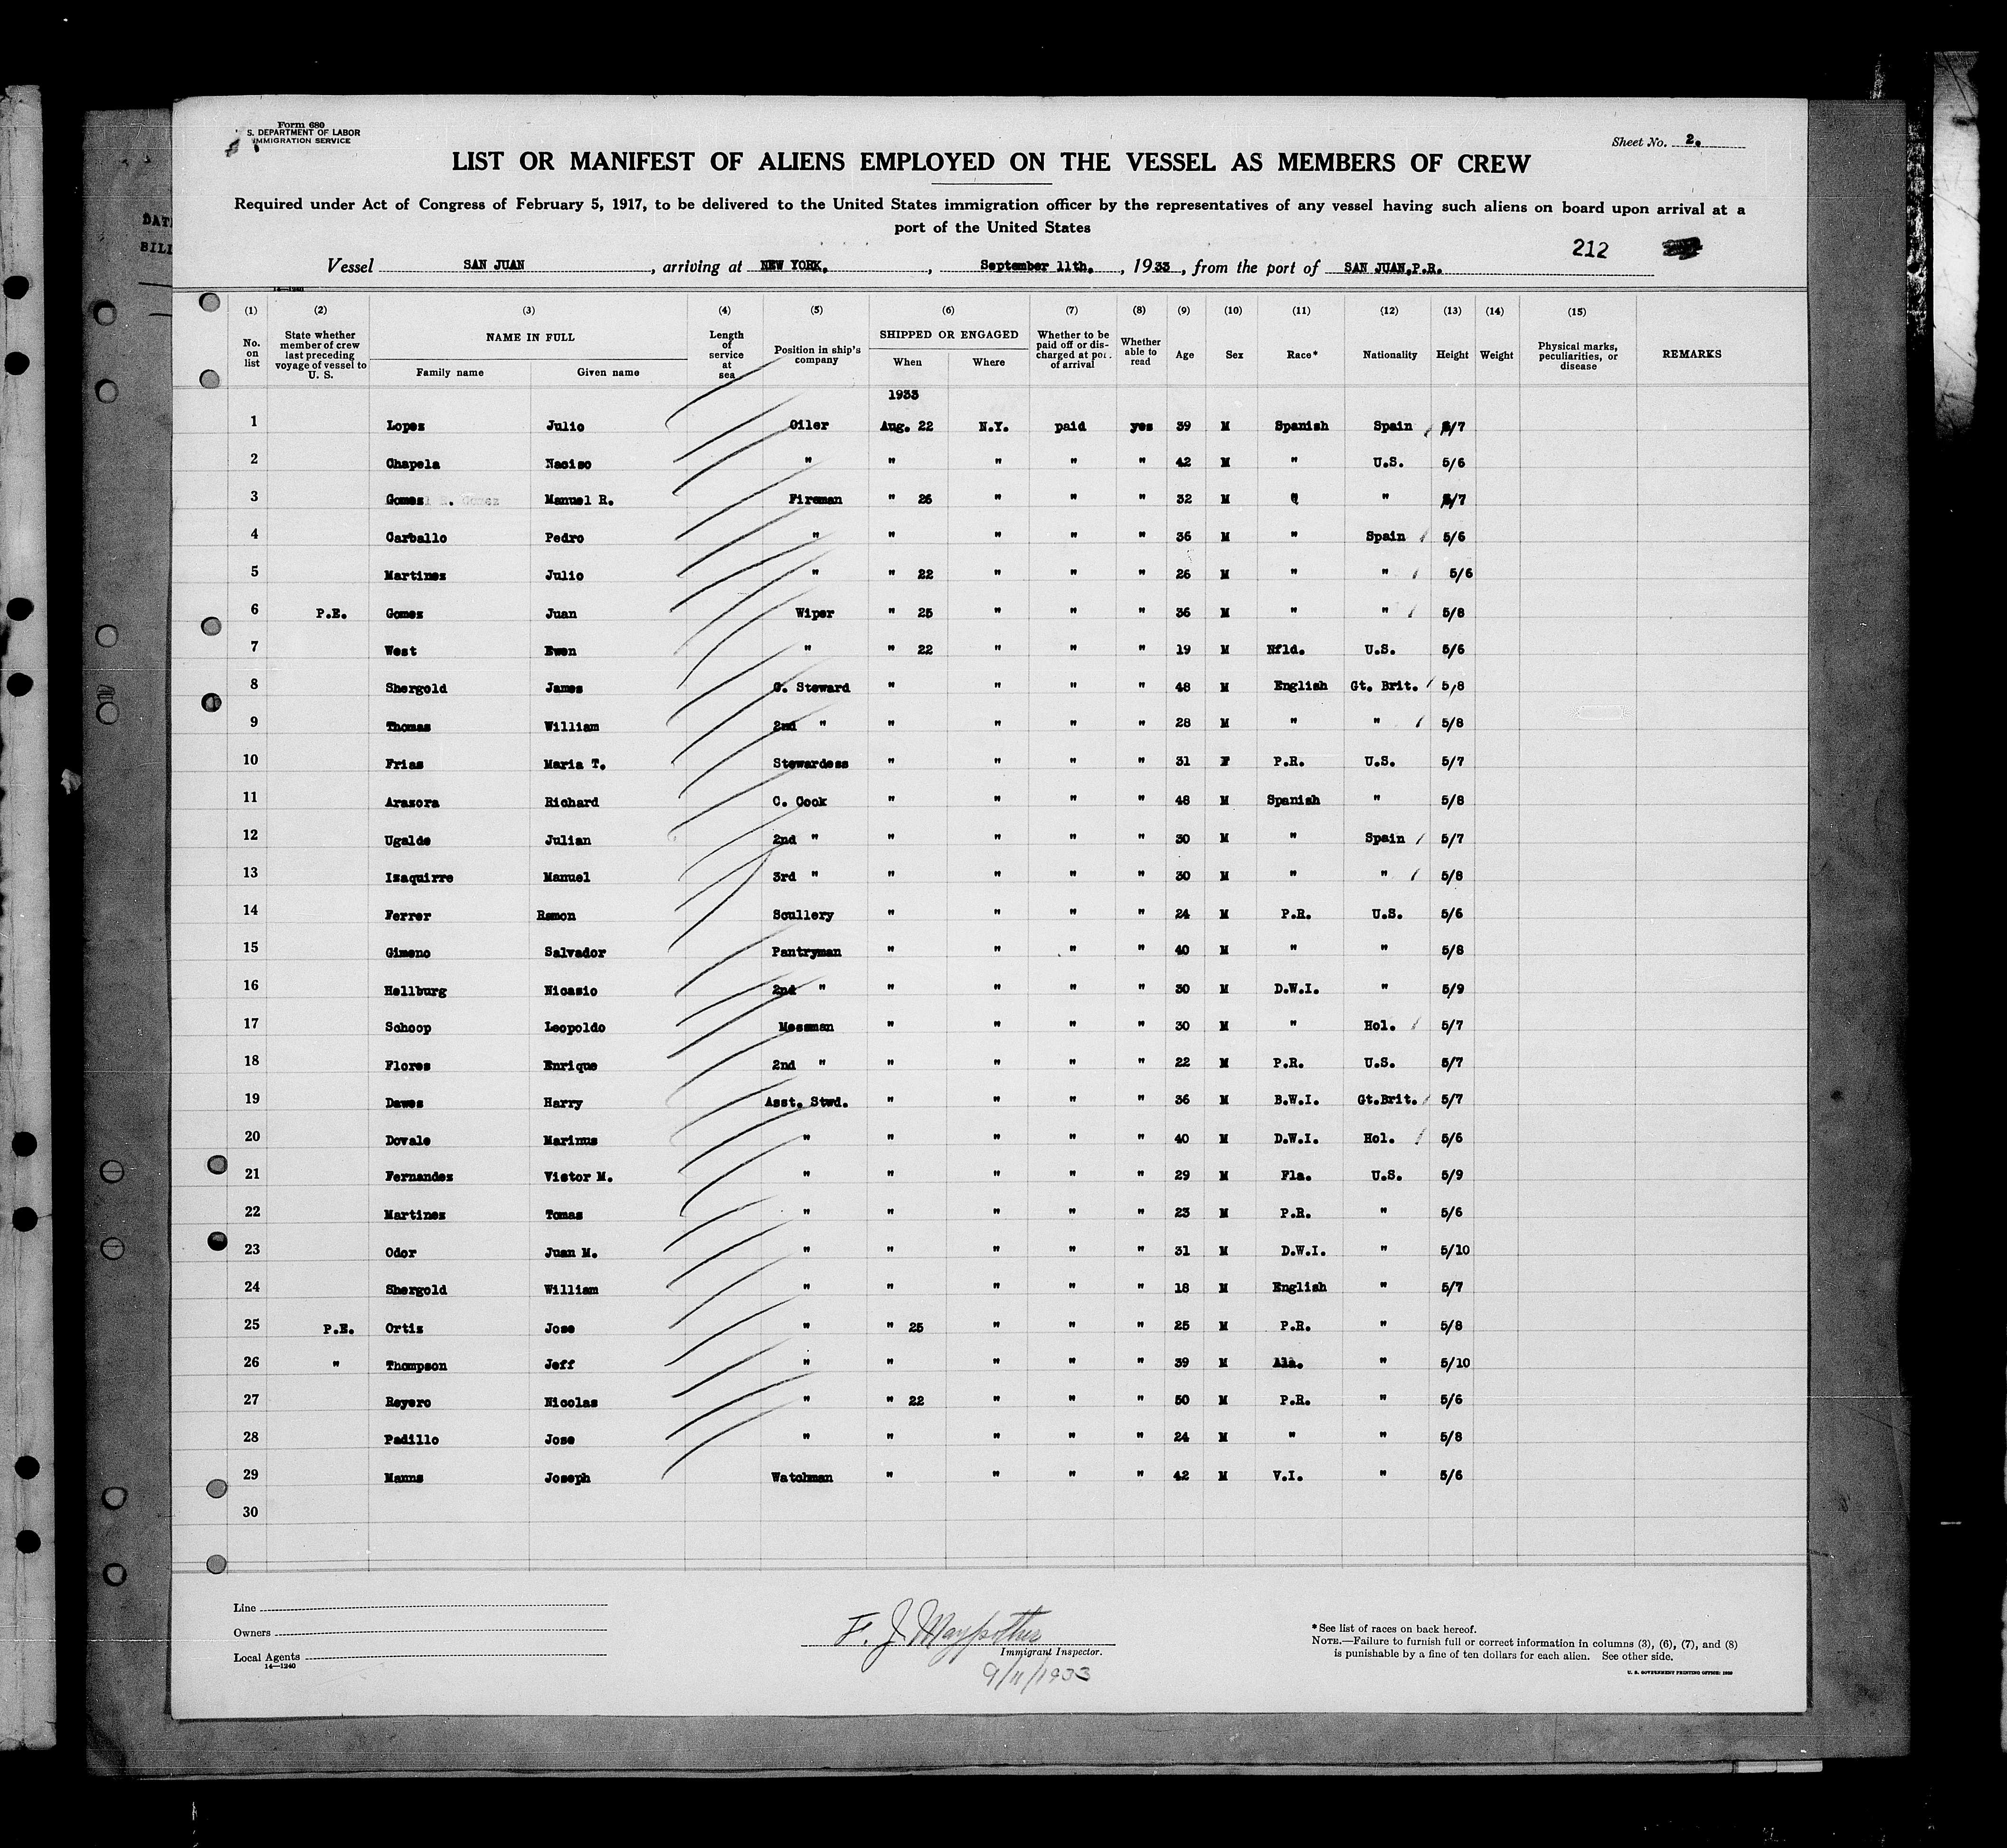 Form 680
S. DEPARTMENT OF LABOR
IMMIGRATION SERVICE
Sheet No. 2.
LIST OR MANIFEST OF ALIENS EMPLOYED ON THE VESSEL AS MEMBERS OF CREW
Required under Act of Congress of February 5, 1917, to be delivered to the United States immigration officer by the representatives of any vessel having such aliens on board upon arrival at a
port of the United States
212
Vessel SAN JUAN, arriving at NEW YORK., September 11th., 1933, from the port of SAN JUAN,P.R.
(1) (2) (3) (4) (5) (6) (7) (8) (9) (10) (11) (12) (13) (14) (15)
No. on list State whether member of crew last preceding voyage of vessel to U. S. NAME IN FULL Family name Given name Length of service at sea Position in ship's company SHIPPED OR ENGAGED When Where Whether to be paid off or discharged at port of arrival Whether able to read Age Sex Race* Nationality Height Weight Physical marks, peculiarities, or disease REMARKS
1933
1 Lopez Julio Oiler Aug. 22 N.Y. paid yes 39 M Spanish Spain 5/7
2 Chapela Naciso " " " " " 42 M " U.S. 5/6
3 Gomez Manuel R. Fireman " 26 " " " 32 M " " 5/7
4 Carballo Pedro " " " " " 36 M " Spain 5/6
5 Martinez Julio " " 22 " " " 26 M " " 5/6
6 P.E. Gomez Juan Wiper " 25 " " " 36 M " " 5/8
7 West Ewen " " 22 " " " 19 M Nfld. U.S. 5/6
8 Shergold James C. Steward " " " " 48 M English Gt. Brit. 5/8
9 Thomas William 2nd " " " " " 28 M " " 5/8
10 Frias Maria T. Stewardess " " " " 31 F P.R. U.S. 5/7
11 Arazora Richard C. Cook " " " " 48 M Spanish " 5/8
12 Ugalde Julian 2nd " " " " " 30 M " Spain 5/7
13 Izaquirre Manuel 3rd " " " " " 30 M " " 5/8
14 Ferrer Ramon Scullery " " " " 24 M P.R. U.S. 5/6
15 Gimeno Salvador Pantryman " " " " 40 M " " 5/8
16 Hellburg Nicasio 2nd " " " " " 30 M D.W.I. " 5/9
17 Schoop Leopoldo Messman " " " " 30 M " Hol. 5/7
18 Flores Enrique 2nd " " " " " 22 M P.R. U.S. 5/7
19 Dawes Harry Asst. Stwd. " " " " 36 M B.W.I. Gt.Brit. 5/7
20 Dovale Marinus " " " " " 40 M D.W.I. Hol. 5/6
21 Fernandez Victor M. " " " " " 29 M Fla. U.S. 5/9
22 Martinez Tomas " " " " " 23 M P.R. " 5/6
23 Odor Juan M. " " " " " 31 M D.W.I. " 5/10
24 Shergold William " " " " " 18 M English " 5/7
25 P.E. Ortiz Jose " " 25 " " " 25 M P.R. " 5/8
26 " Thompson Jeff " " " " " 39 M Ala. " 5/10
27 Reyero Nicolas " " 22 " " " 50 M P.R. " 5/6
28 Padillo Jose " " " " " 24 M " " 5/8
29 Manns Joseph Watchman " " " " 42 M V.I. " 5/6
30
Line
Owners
Local Agents
14—1240
F. J. Maypother
Immigrant Inspector.
9/11/1933
*See list of races on back hereof.
NOTE.—Failure to furnish full or correct information in columns (3), (6), (7), and (8)
is punishable by a fine of ten dollars for each alien. See other side.
U. S. GOVERNMENT PRINTING OFFICE: 1930